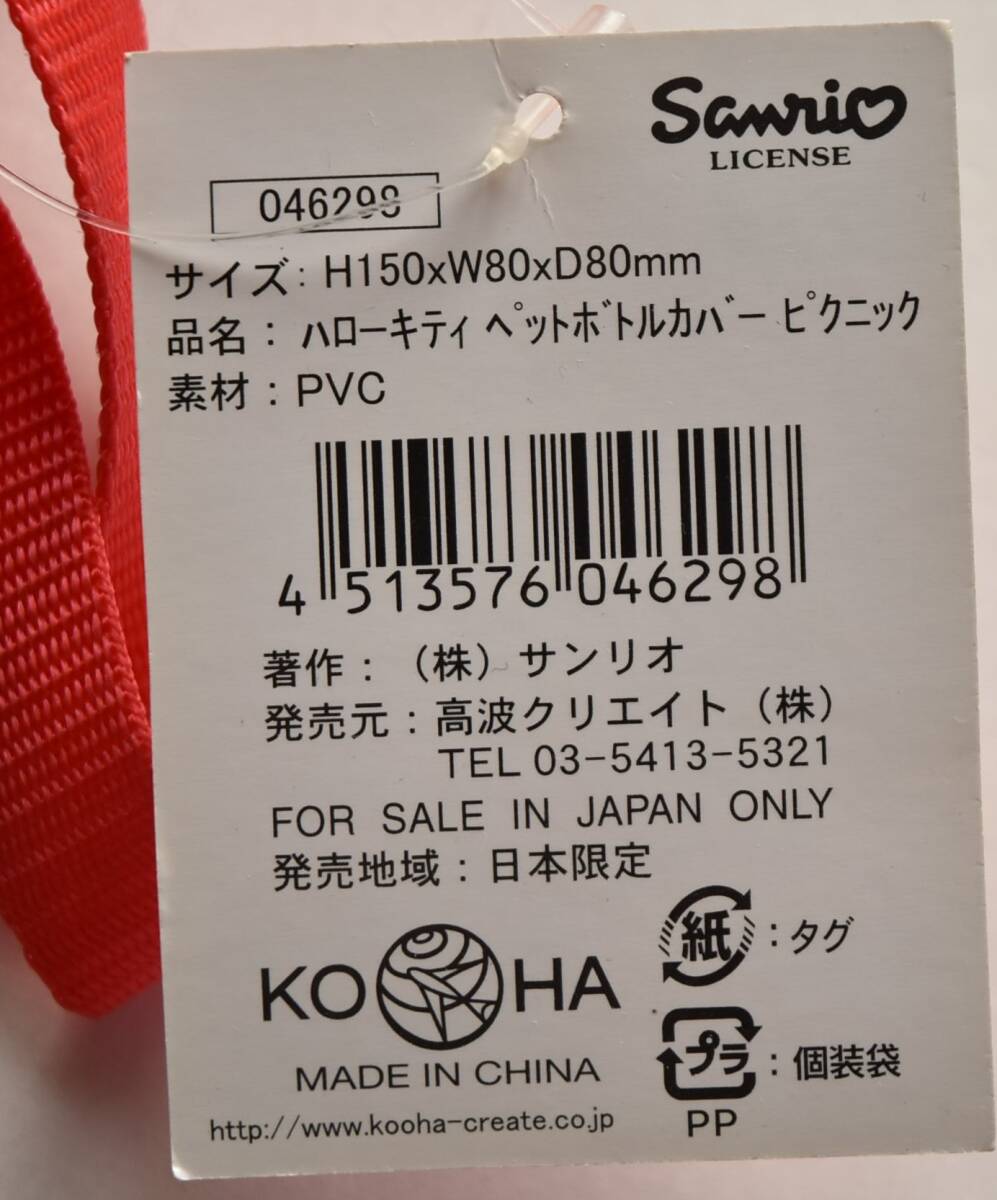 Sanrio
LICENSE
046298
サイズ: H150xW80xD80mm
品名: ﾊﾛｰｷﾃｨ ﾍﾟｯﾄﾎﾞﾄﾙｶﾊﾞｰ ﾋﾟｸﾆｯｸ
素材: PVC
4 513576 046298
著作: (株) サンリオ
発売元: 高波クリエイト (株)
TEL 03-5413-5321
FOR SALE IN JAPAN ONLY
発売地域: 日本限定
紙: タグ
KOOHA
MADE IN CHINA
プラ: 個装袋
PP
http://www.kooha-create.co.jp